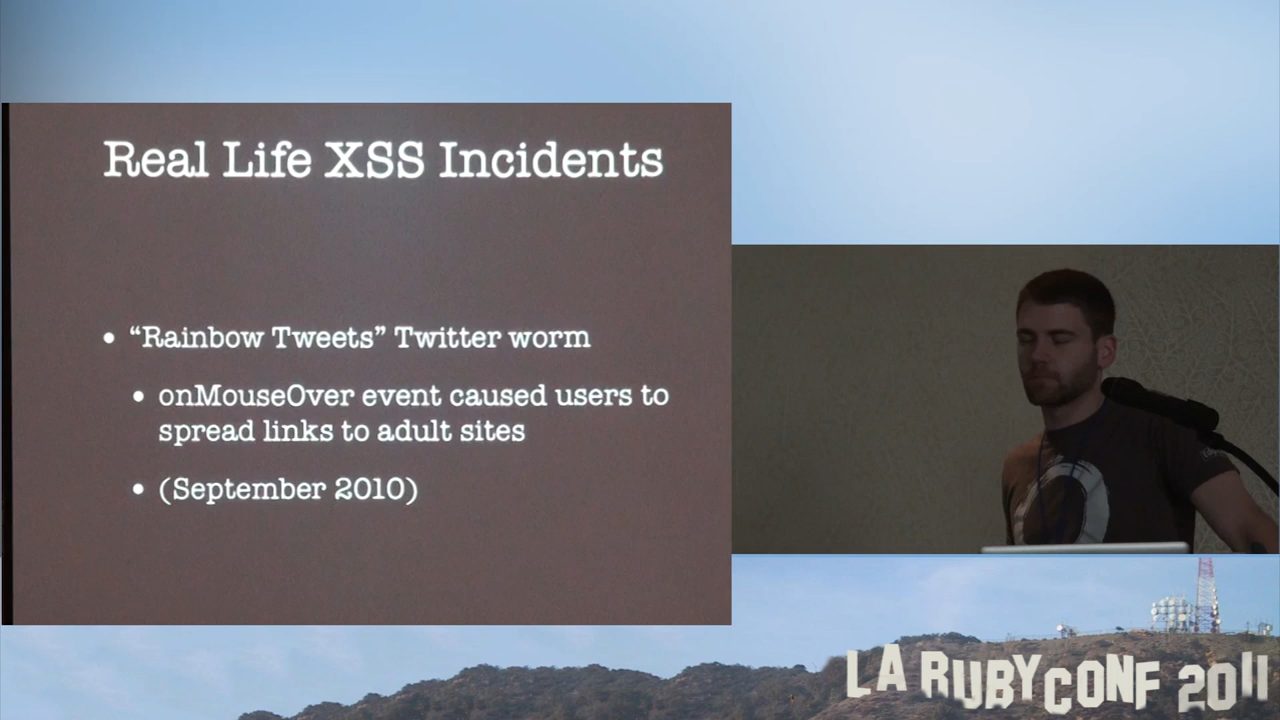 Real Life XSS Incidents
• “Rainbow Tweets” Twitter worm
• onMouseOver event caused users to
spread links to adult sites
• (September 2010)
LA RUBYCONF 2011